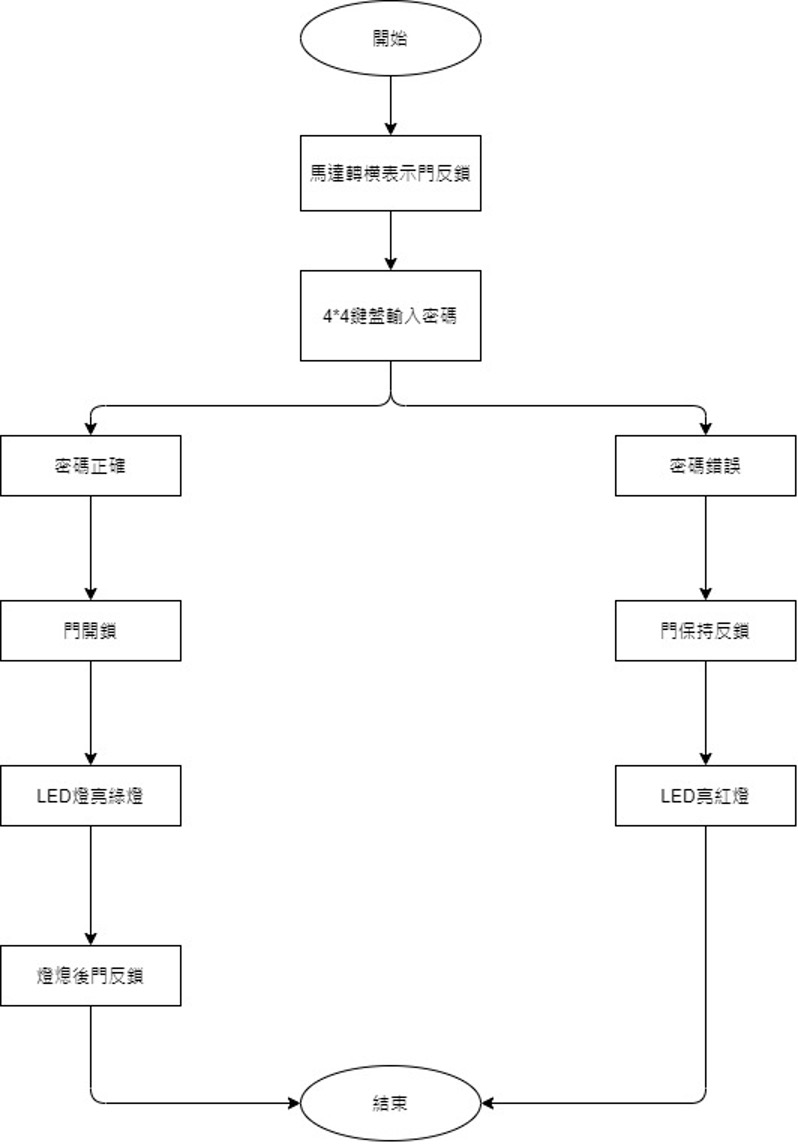 開始
馬達轉橫表示門反鎖
4*4鍵盤輸入密碼
密碼正確
密碼錯誤
門開鎖
門保持反鎖
LED燈亮綠燈
LED亮紅燈
燈熄後門反鎖
結束